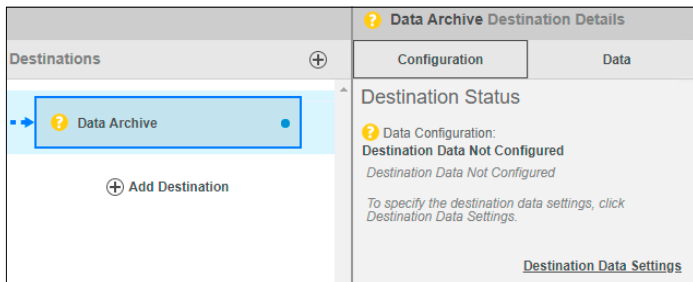 Data Archive Destination Details
Destinations
Configuration
Data
Destination Status
Data Archive
Data Configuration:
Destination Data Not Configured
Destination Data Not Configured
Add Destination
To specify the destination data settings, click
Destination Data Settings.
Destination Data Settings